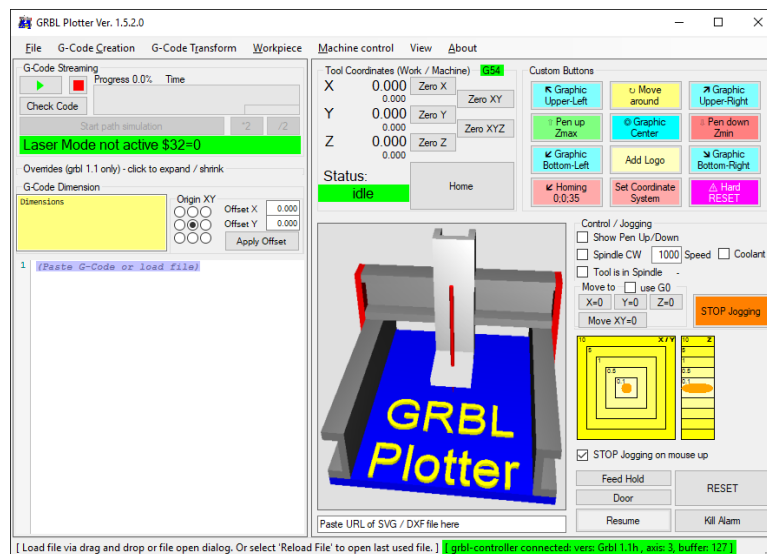 GRBL Plotter Ver. 1.5.2.0
File G-Code Creation G-Code Transform Workpiece Machine control View About
G-Code Streaming
Progress 0.0% Time
Check Code
Start path simulation ^2 /2
Laser Mode not active $32=0
Overrides (grbl 1.1 only) - click to expand / shrink
G-Code Dimension
Dimensions
Origin XY
Offset X 0.000
Offset Y 0.000
Apply Offset
1 (Paste G-Code or load file)
Tool Coordinates (Work / Machine) G54
X 0.000 Zero X
0.000 Zero XY
Y 0.000 Zero Y
0.000 Zero XYZ
Z 0.000 Zero Z
0.000
Status:
idle
Home
Custom Buttons
↖ Graphic Upper-Left
↻ Move around
↗ Graphic Upper-Right
⇧ Pen up Zmax
◎ Graphic Center
⇩ Pen down Zmin
↙ Graphic Bottom-Left
Add Logo
↘ Graphic Bottom-Right
↙ Homing 0;0;35
Set Coordinate System
⚠ Hard RESET
GRBL
Plotter
Paste URL of SVG / DXF file here
Control / Jogging
Show Pen Up/Down
Spindle CW 1000 Speed Coolant
Tool is in Spindle -
Move to use G0
X=0 Y=0 Z=0
Move XY=0
STOP Jogging
10 X / Y 10 Z
5 5
1 1
0.5 0.5
0.1 0.1
STOP Jogging on mouse up
Feed Hold
Door
RESET
Resume
Kill Alarm
[ Load file via drag and drop or file open dialog. Or select 'Reload File' to open last used file. ] [ grbl-controller connected: vers: Grbl 1.1h , axis: 3, buffer: 127 ]